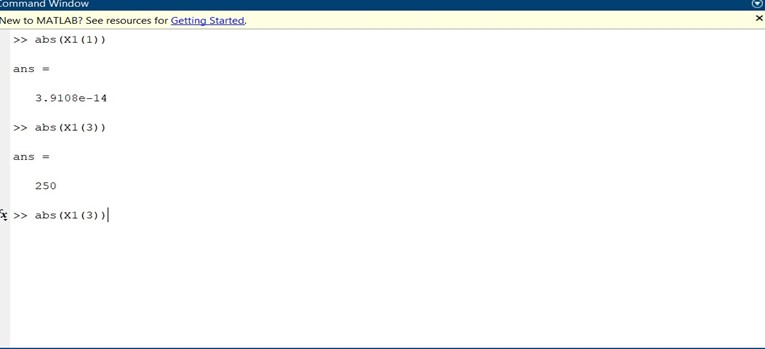 Command Window
New to MATLAB? See resources for Getting Started.
>> abs(X1(1))
ans =
3.9108e-14
>> abs(X1(3))
ans =
250
fx >> abs(X1(3))